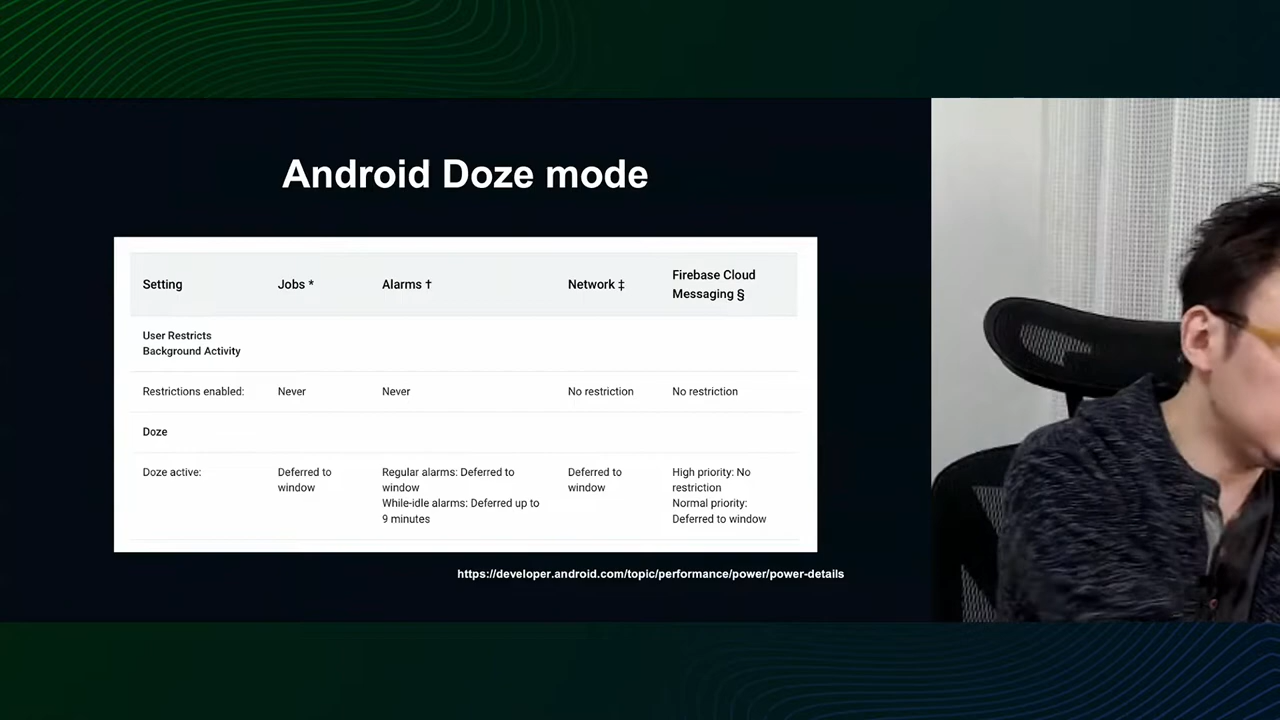 Android Doze mode
Setting
Jobs *
Alarms †
Network ‡
Firebase Cloud
Messaging §
User Restricts
Background Activity
Restrictions enabled:
Never
Never
No restriction
No restriction
Doze
Doze active:
Deferred to
window
Regular alarms: Deferred to
window
While-idle alarms: Deferred up to
9 minutes
Deferred to
window
High priority: No
restriction
Normal priority:
Deferred to window
https://developer.android.com/topic/performance/power/power-details